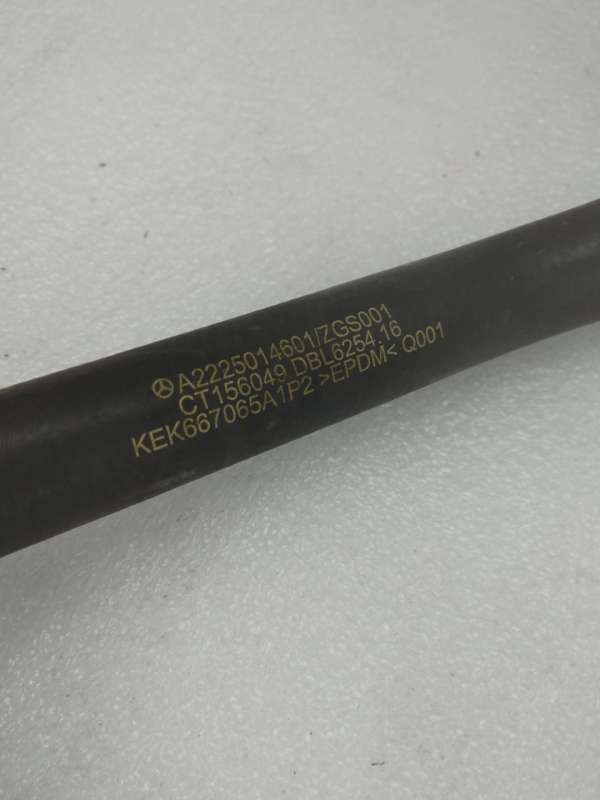 A2225014601/ZGS001
CT156049 DBL6254.16
KEK667065A1P2 >EPDM< Q001